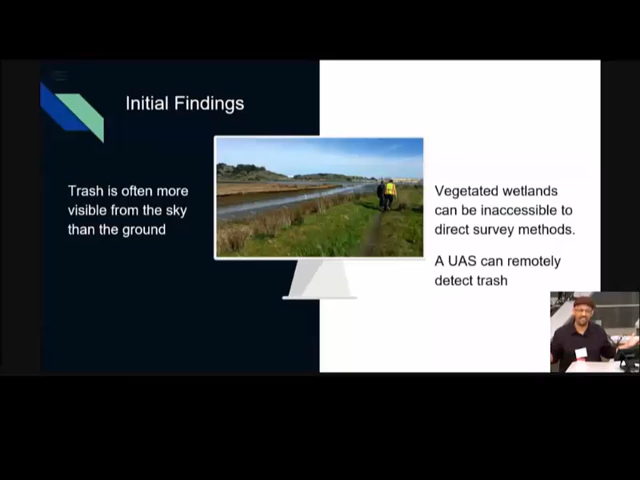 Initial Findings
Trash is often more
visible from the sky
than the ground
Vegetated wetlands
can be inaccessible to
direct survey methods.
A UAS can remotely
detect trash